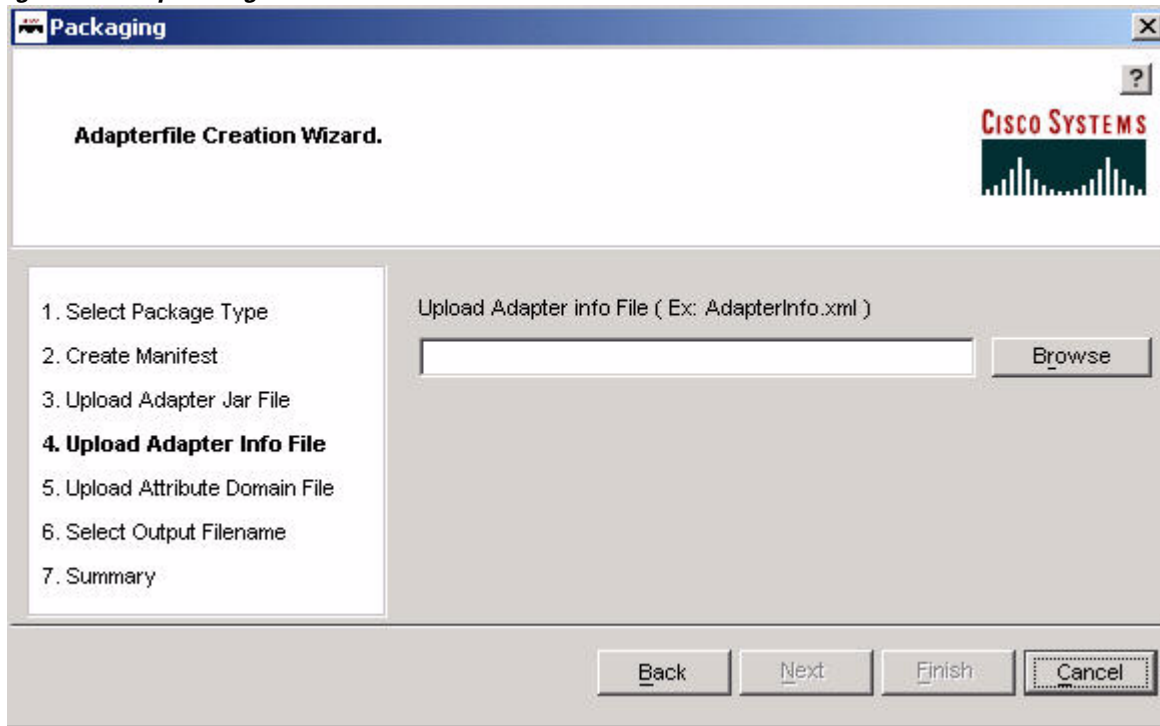 Packaging
?
Adapterfile Creation Wizard.
CISCO SYSTEMS
1. Select Package Type
2. Create Manifest
3. Upload Adapter Jar File
4. Upload Adapter Info File
5. Upload Attribute Domain File
6. Select Output Filename
7. Summary
Upload Adapter info File ( Ex: AdapterInfo.xml )
Browse
Back
Next
Finish
Cancel